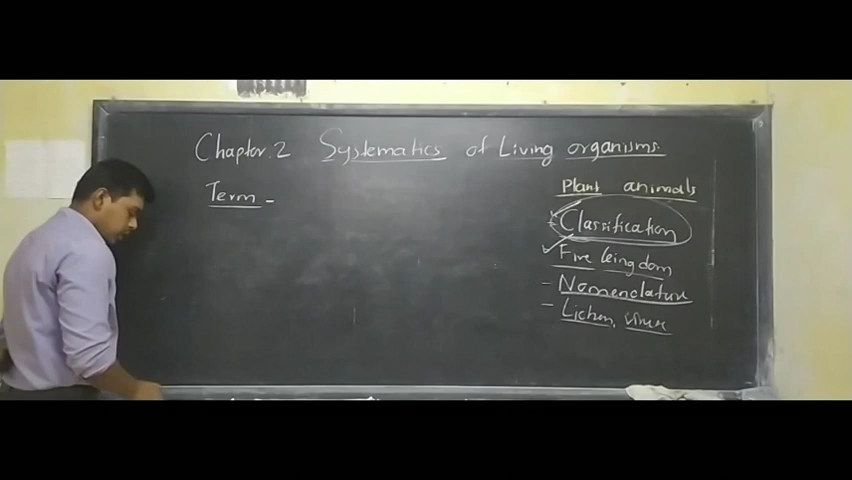 Chapter.2 Systematics of Living organisms.
Term -
Plant animals
Classification
Five kingdom
- Nomenclature
- Lichen, virus